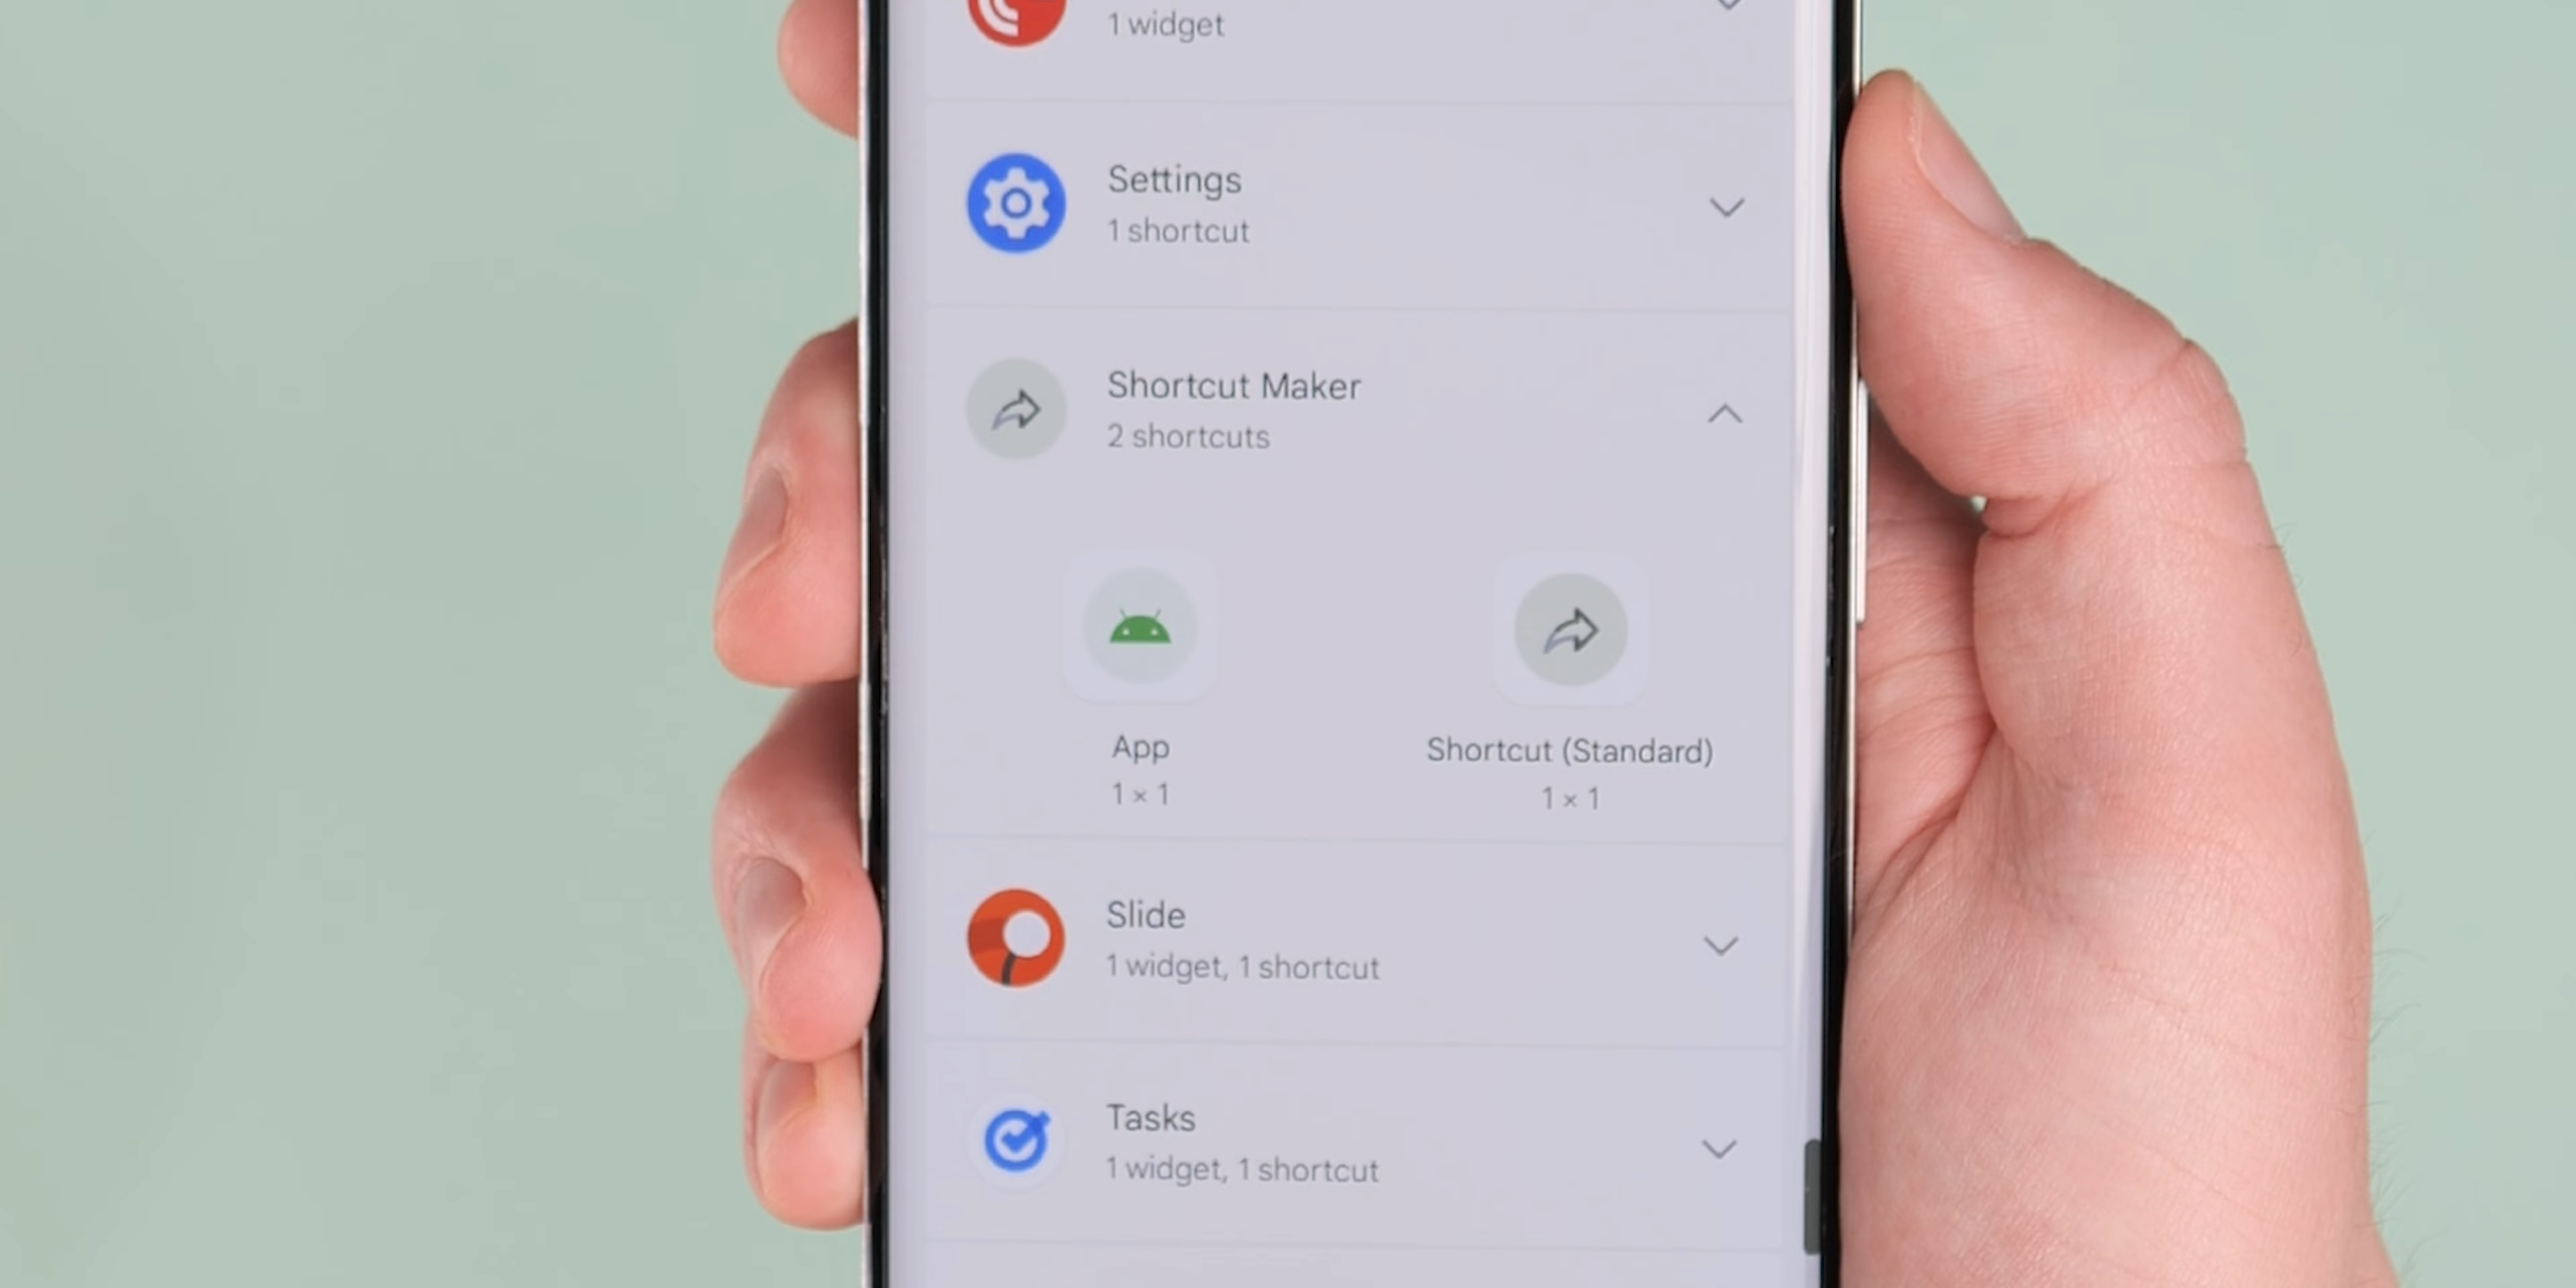 1 widget
Settings
1 shortcut
Shortcut Maker
2 shortcuts
App
1 × 1
Shortcut (Standard)
1 × 1
Slide
1 widget, 1 shortcut
Tasks
1 widget, 1 shortcut